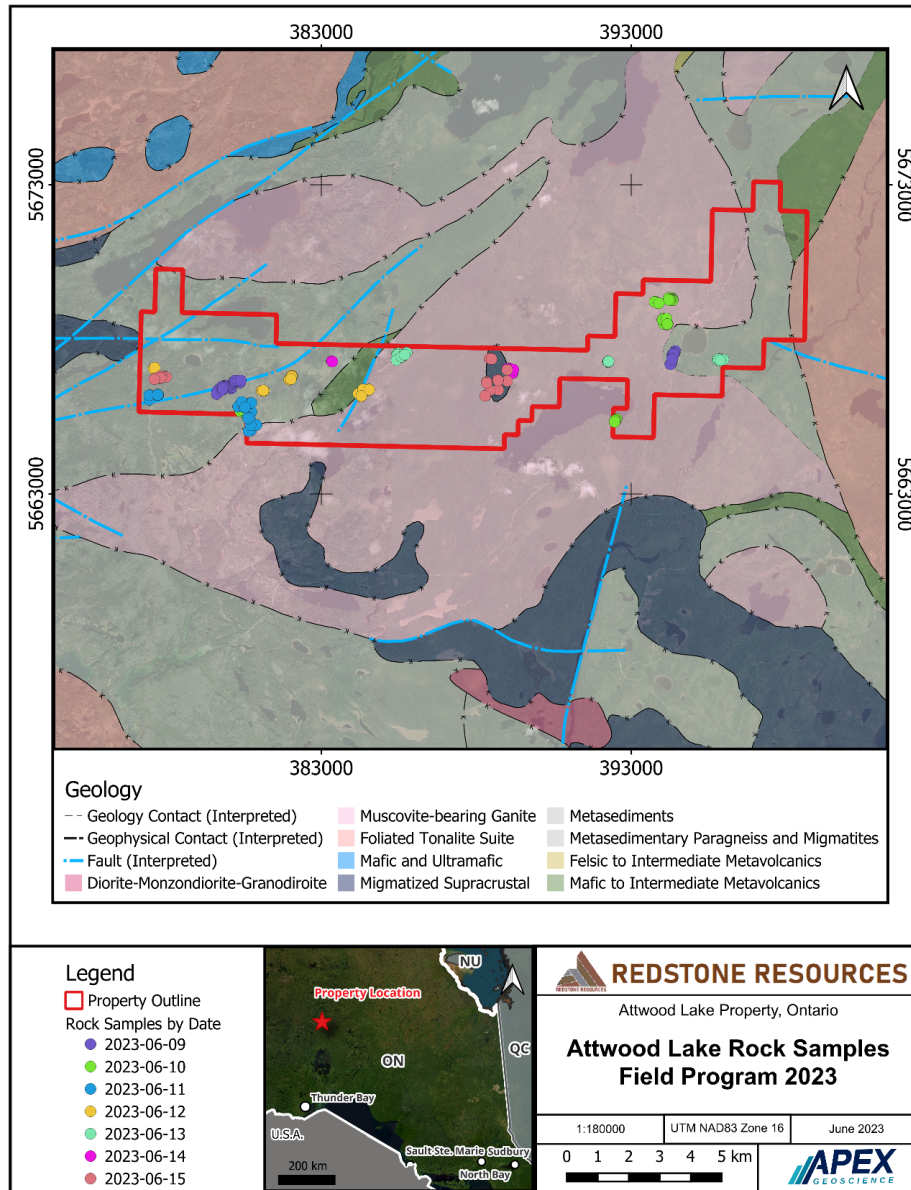 383000
393000
5673000
5673000
5663000
5663000
383000
393000
Geology
Geology Contact (Interpreted)
Geophysical Contact (Interpreted)
Fault (Interpreted)
Diorite-Monzondiorite-Granodiroite
Muscovite-bearing Ganite
Foliated Tonalite Suite
Mafic and Ultramafic
Migmatized Supracrustal
Metasediments
Metasedimentary Paragneiss and Migmatites
Felsic to Intermediate Metavolcanics
Mafic to Intermediate Metavolcanics
Legend
Property Outline
Rock Samples by Date
2023-06-09
2023-06-10
2023-06-11
2023-06-12
2023-06-13
2023-06-14
2023-06-15
NU
Property Location
ON
QC
Thunder Bay
U.S.A.
Sault Ste. Marie
Sudbury
North Bay
200 km
REDSTONE RESOURCES
REDSTONE RESOURCES
Attwood Lake Property, Ontario
Attwood Lake Rock Samples
Field Program 2023
1:180000
UTM NAD83 Zone 16
June 2023
0 1 2 3 4 5 km
APEX
GEOSCIENCE